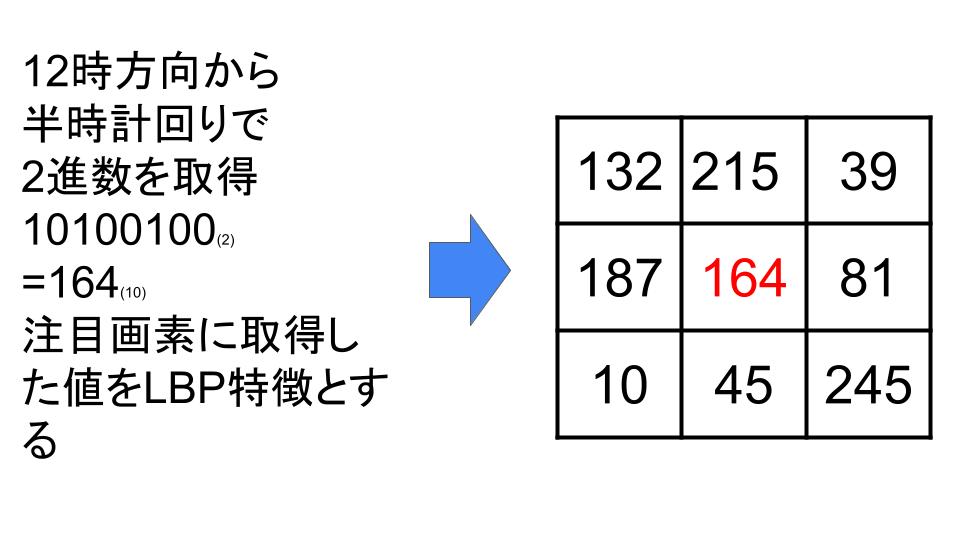 12時方向から
半時計回りで
2進数を取得
10100100(2)
=164(10)
注目画素に取得し
た値をLBP特徴とす
る
132 215 39
187 164 81
10 45 245